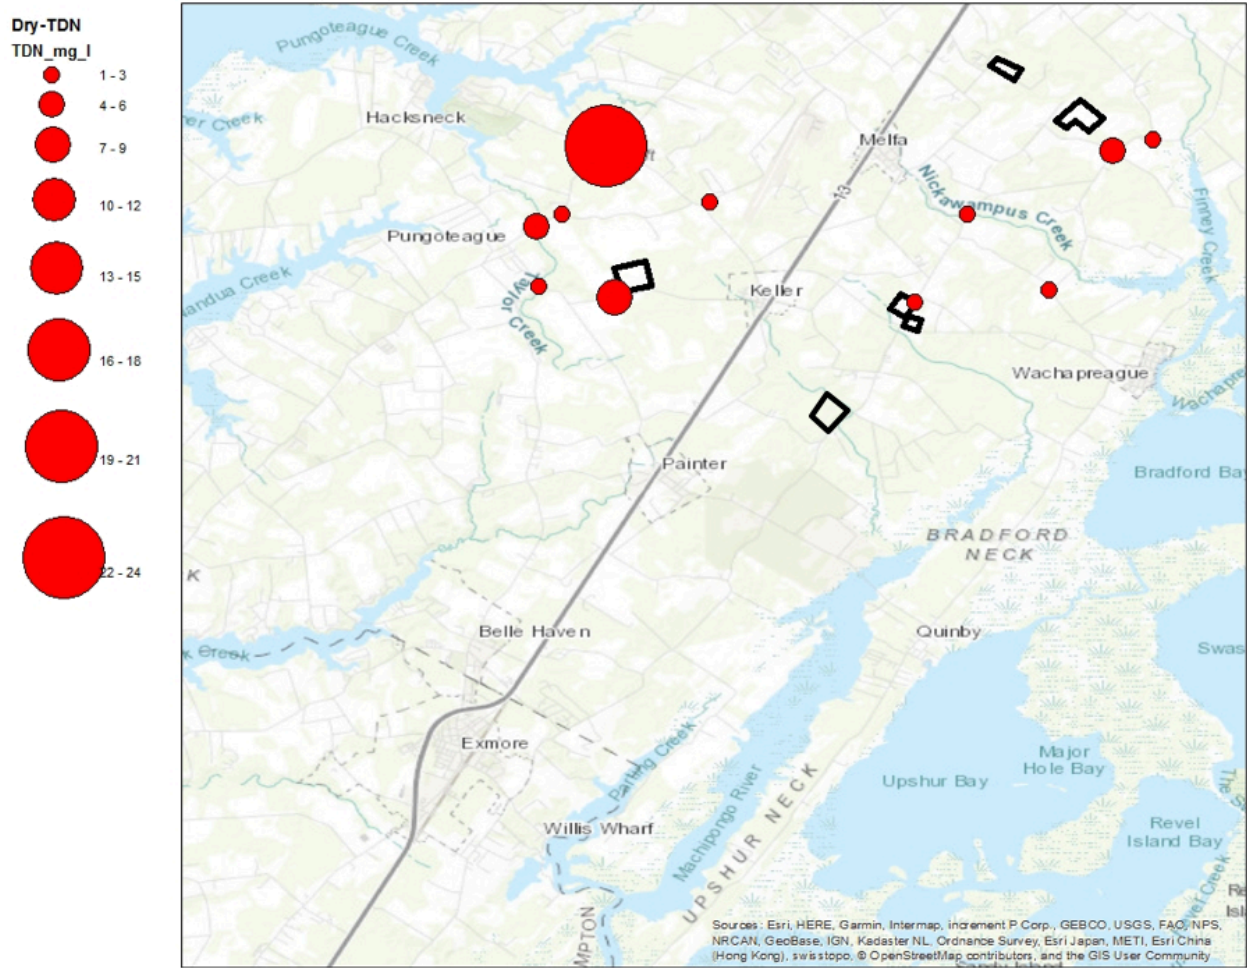 Dry-TDN
TDN_mg_l
1 - 3
4 - 6
7 - 9
10 - 12
13 - 15
16 - 18
19 - 21
22 - 24
Pungoteague Creek
Hacksneck
Creek
Melfa
13
Nickawampus Creek
Finney Creek
Pungoteague
Creek
Taylor Creek
Keller
Wachapreague
Painter
Bradford Bay
BRADFORD
NECK
K
Belle Haven
Quinby
Creek
Exmore
Parting Creek
Major
Hole Bay
Upshur Bay
Machipongo River
UPSHUR NECK
Willis Wharf
Revel
Island Bay
Sources: Esri, HERE, Garmin, Intermap, increment P Corp., GEBCO, USGS, FAO, NPS,
NRCAN, GeoBase, IGN, Kadaster NL, Ordnance Survey, Esri Japan, METI, Esri China
(Hong Kong), swisstopo, © OpenStreetMap contributors, and the GIS User Community